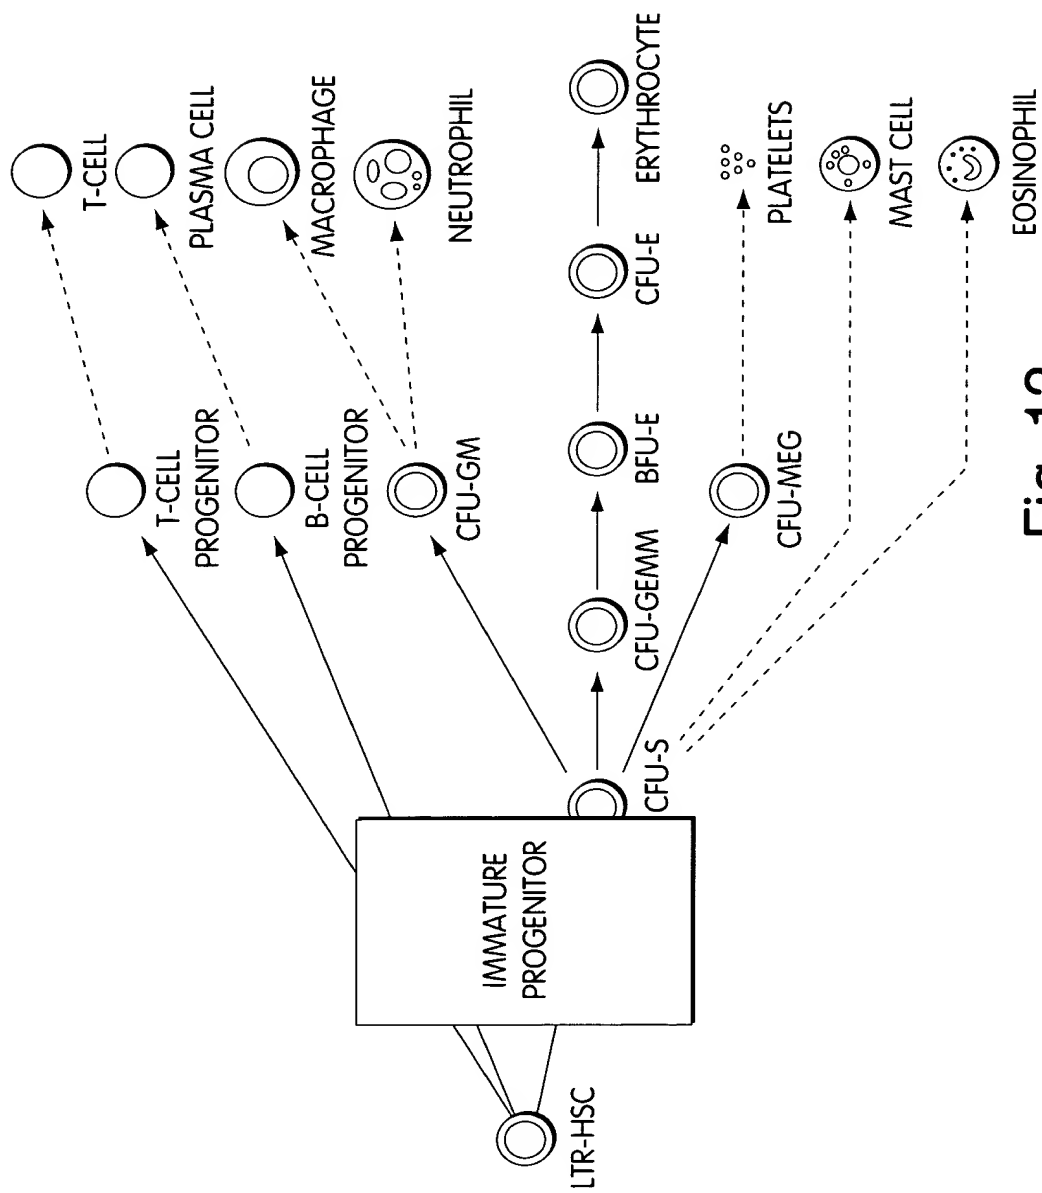 T-CELL
PLASMA CELL
MACROPHAGE
NEUTROPHIL
ERYTHROCYTE
PLATELETS
MAST CELL
EOSINOPHIL
T-CELL
PROGENITOR
B-CELL
PROGENITOR
CFU-GM
CFU-GEMM
BFU-E
CFU-E
CFU-MEG
CFU-S
IMMATURE
PROGENITOR
LTR-HSC